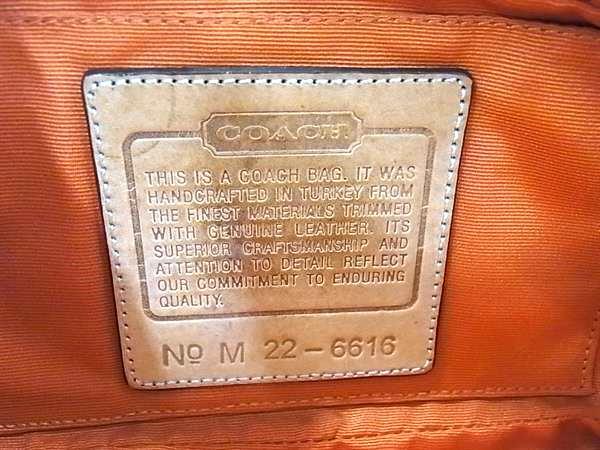 COACH
THIS IS A COACH BAG. IT WAS
HANDCRAFTED IN TURKEY FROM
THE FINEST MATERIALS TRIMMED
WITH GENUINE LEATHER. ITS
SUPERIOR CRAFTSMANSHIP AND
ATTENTION TO DETAIL REFLECT
OUR COMMITMENT TO ENDURING
QUALITY.
Nº M 22-6616